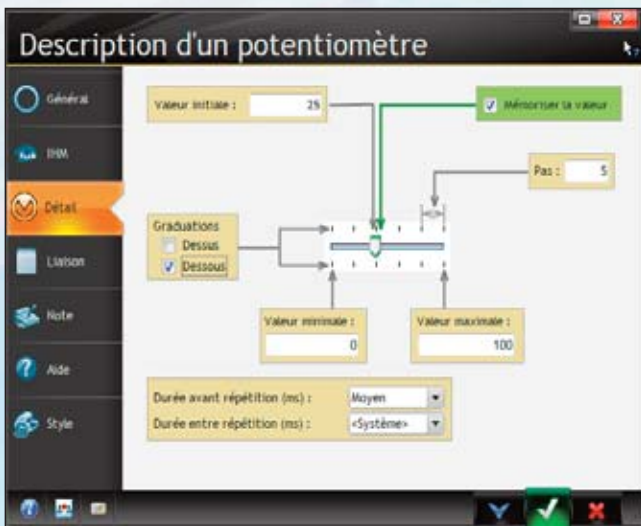 Description d'un potentiomètre
Général
IHM
Détail
Liaison
Note
Aide
Style
Valeur initiale : 25
Mémoriser la valeur
Pas : 5
Graduations
Dessus
Dessous
Valeur minimale :
0
Valeur maximale :
100
Durée avant répétition (ms) : Moyen
Durée entre répétition (ms) : <Système>